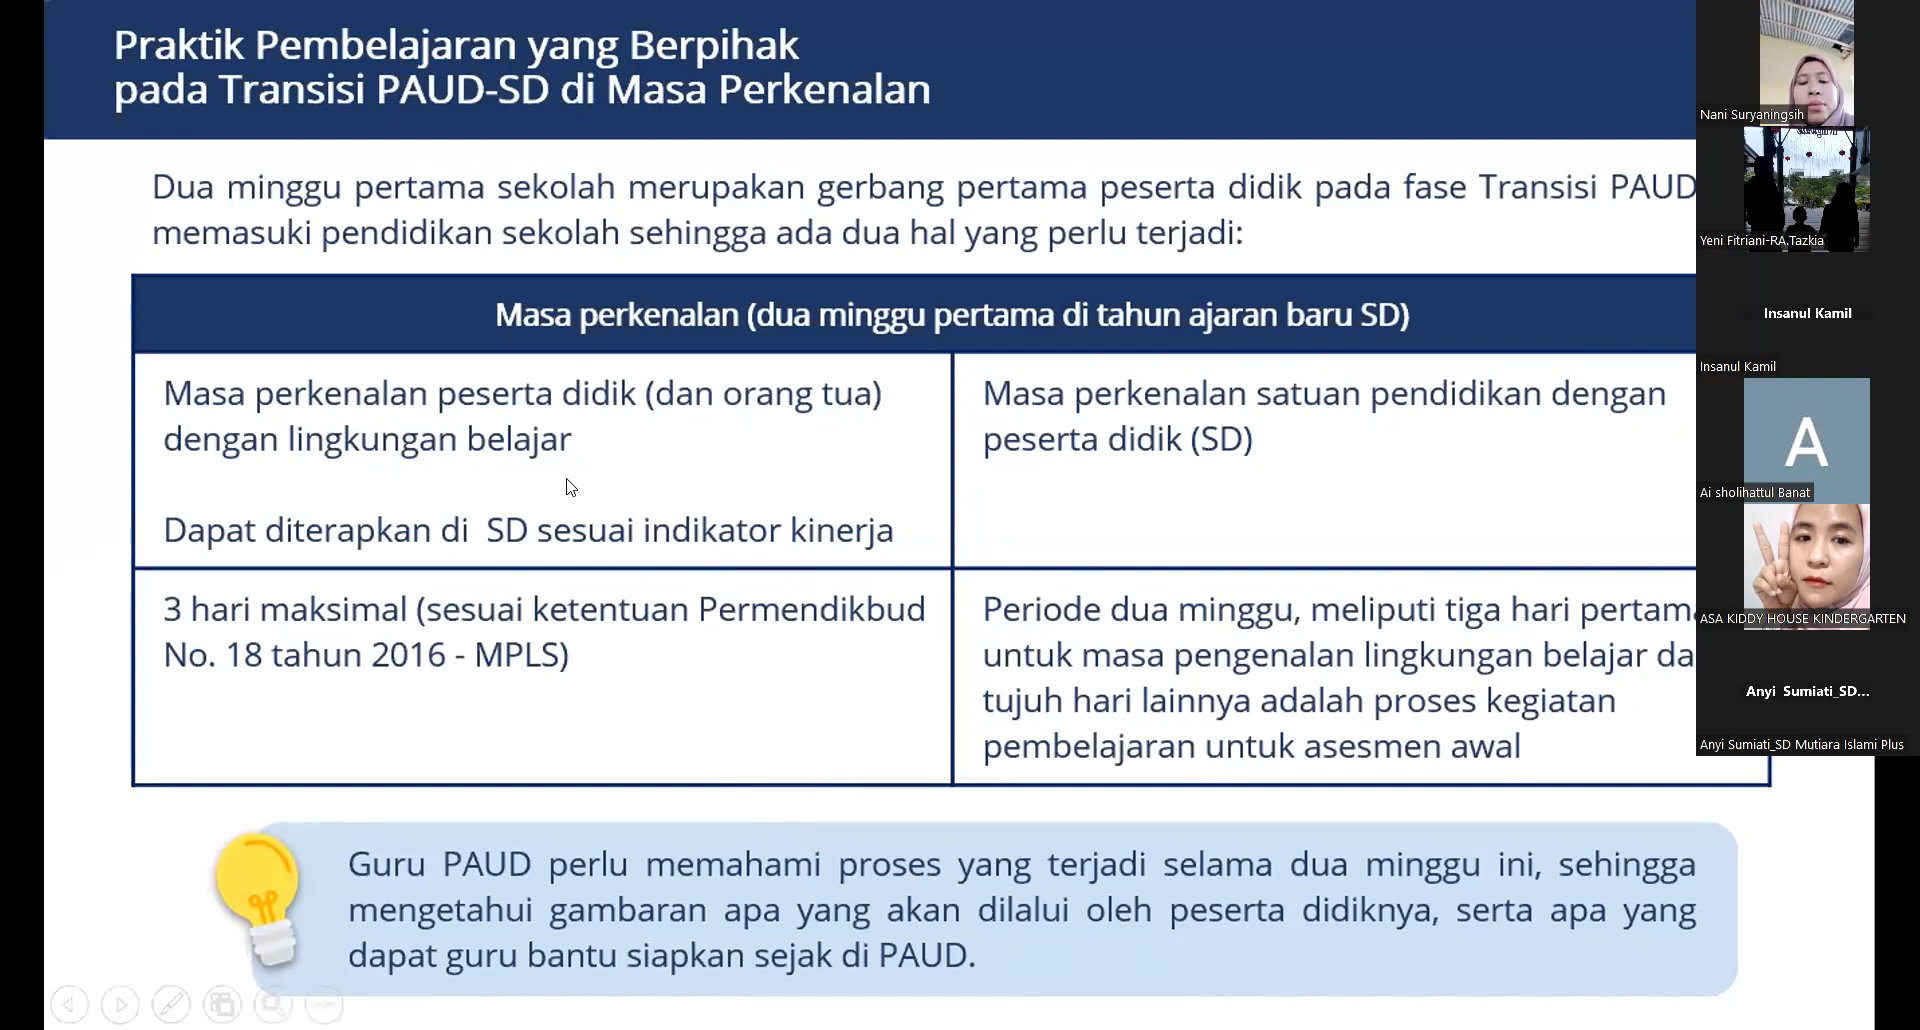 Praktik Pembelajaran yang Berpihak
pada Transisi PAUD-SD di Masa Perkenalan
Dua minggu pertama sekolah merupakan gerbang pertama peserta didik pada fase Transisi PAUD
memasuki pendidikan sekolah sehingga ada dua hal yang perlu terjadi:
Masa perkenalan (dua minggu pertama di tahun ajaran baru SD)
Masa perkenalan peserta didik (dan orang tua)
dengan lingkungan belajar
Dapat diterapkan di SD sesuai indikator kinerja
Masa perkenalan satuan pendidikan dengan
peserta didik (SD)
3 hari maksimal (sesuai ketentuan Permendikbud
No. 18 tahun 2016 - MPLS)
Periode dua minggu, meliputi tiga hari pertam
untuk masa pengenalan lingkungan belajar da
tujuh hari lainnya adalah proses kegiatan
pembelajaran untuk asesmen awal
Guru PAUD perlu memahami proses yang terjadi selama dua minggu ini, sehingga
mengetahui gambaran apa yang akan dilalui oleh peserta didiknya, serta apa yang
dapat guru bantu siapkan sejak di PAUD.
Nani Suryaningsih
Yeni Fitriani-RA.Tazkia
Insanul Kamil
Insanul Kamil
A
Ai sholihattul Banat
ASA KIDDY HOUSE KINDERGARTEN
Anyi Sumiati_SD...
Anyi Sumiati_SD Mutiara Islami Plus